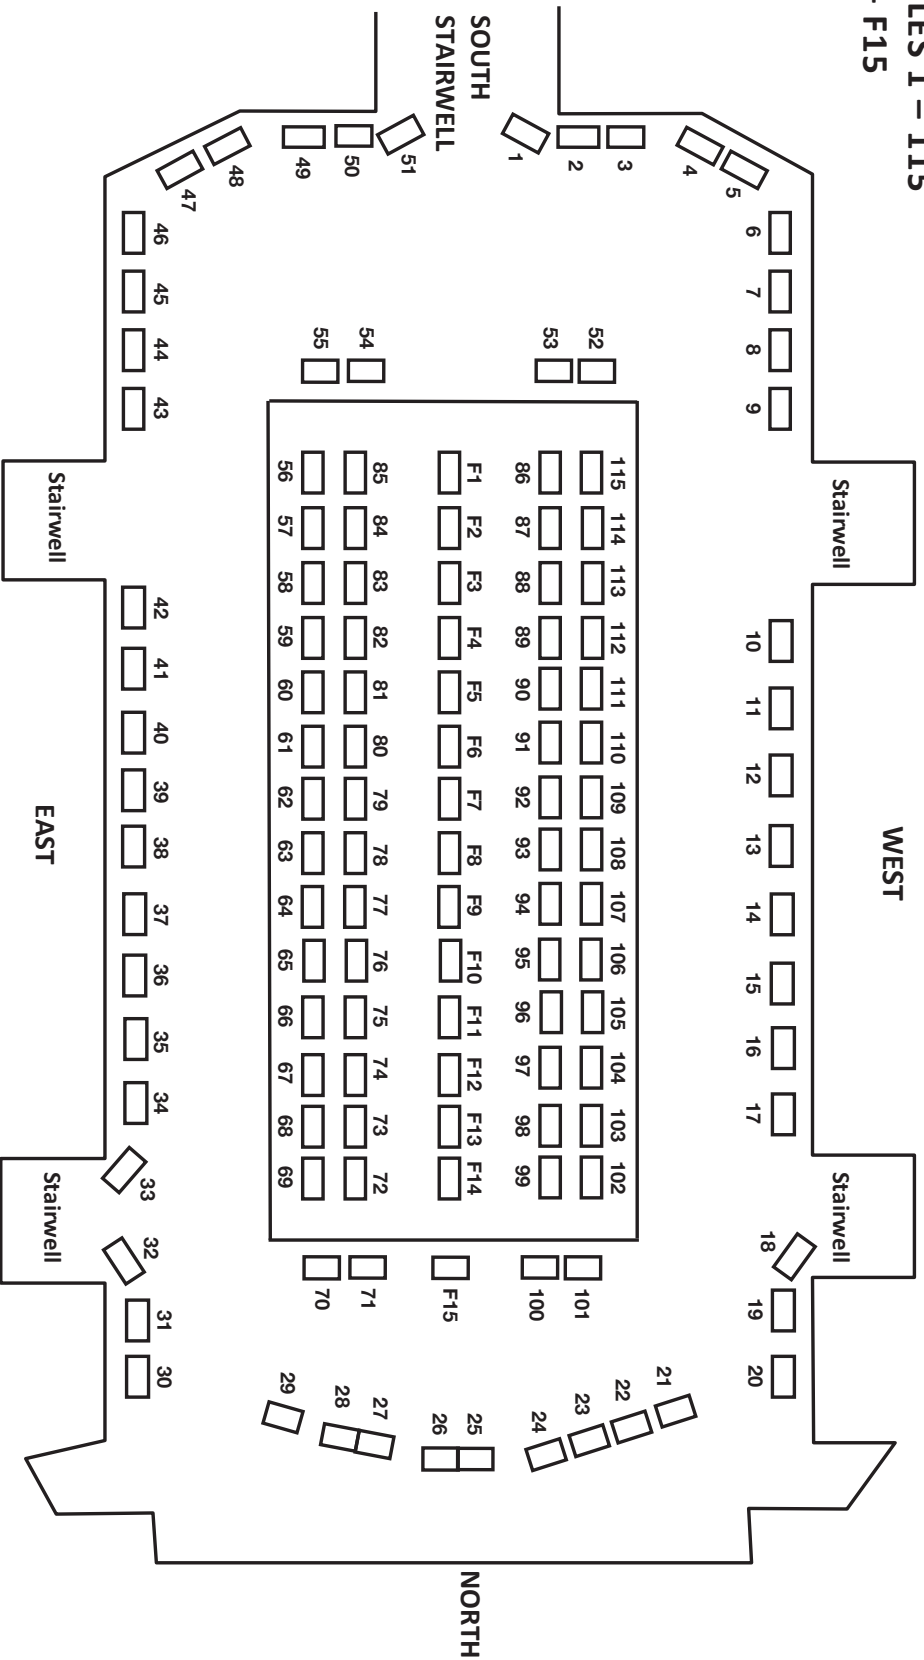 LES 1 – 115
F15
WEST
Stairwell Stairwell
5 6 7 8 9 10 11 12 13 14 15 16 17 18 19 20
4 21
3 115 114 113 112 111 110 109 108 107 106 105 104 103 102 22
2 52 101 23
1 53 86 87 88 89 90 91 92 93 94 95 96 97 98 99 100 24
SOUTH F1 F2 F3 F4 F5 F6 F7 F8 F9 F10 F11 F12 F13 F14 F15 25 NORTH
STAIRWELL 26
51 54 85 84 83 82 81 80 79 78 77 76 75 74 73 72 71 27
50 55 70 28
49 56 57 58 59 60 61 62 63 64 65 66 67 68 69 29
48
47
46 45 44 43 42 41 40 39 38 37 36 35 34 33 32 31 30
Stairwell Stairwell
EAST